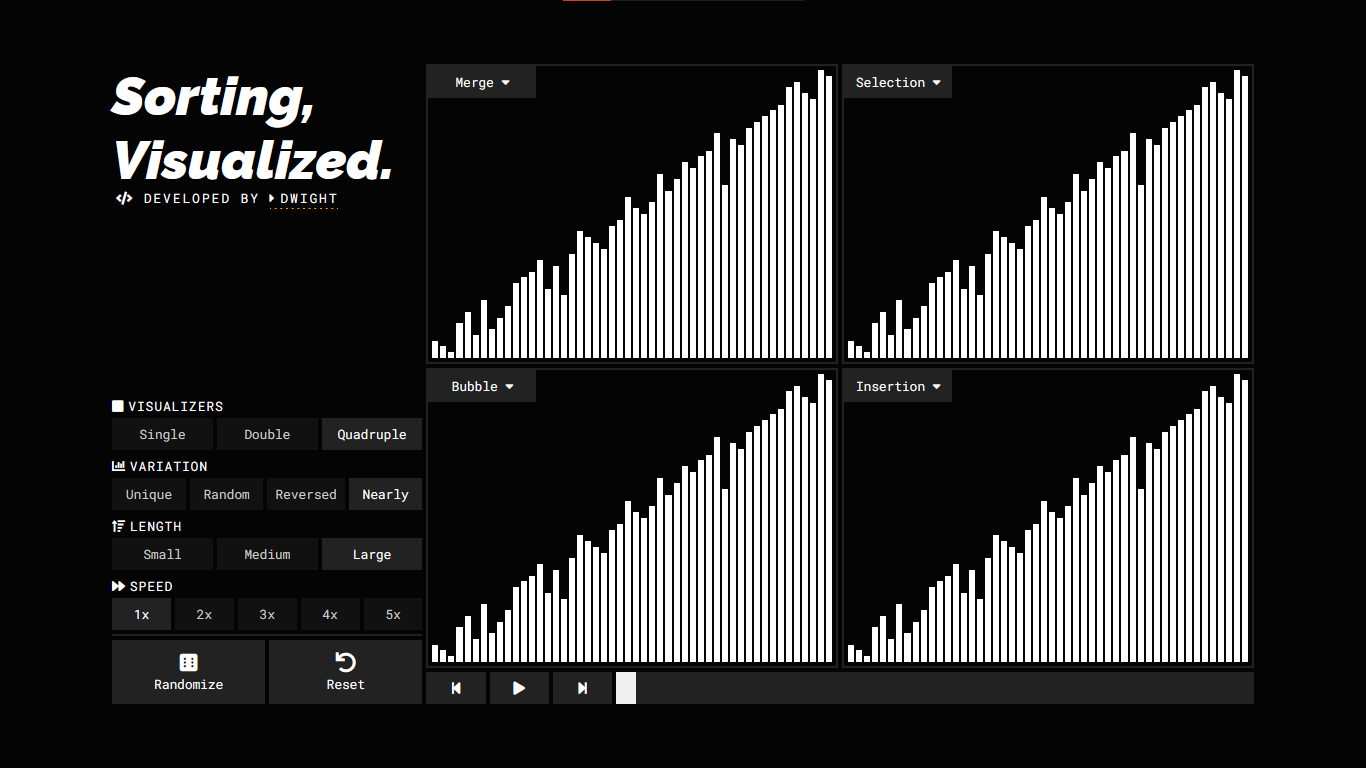 Sorting,
Visualized.
DEVELOPED BY DWIGHT
VISUALIZERS
Single Double Quadruple
VARIATION
Unique Random Reversed Nearly
LENGTH
Small Medium Large
SPEED
1x 2x 3x 4x 5x
Randomize Reset
Merge
Selection
Bubble
Insertion